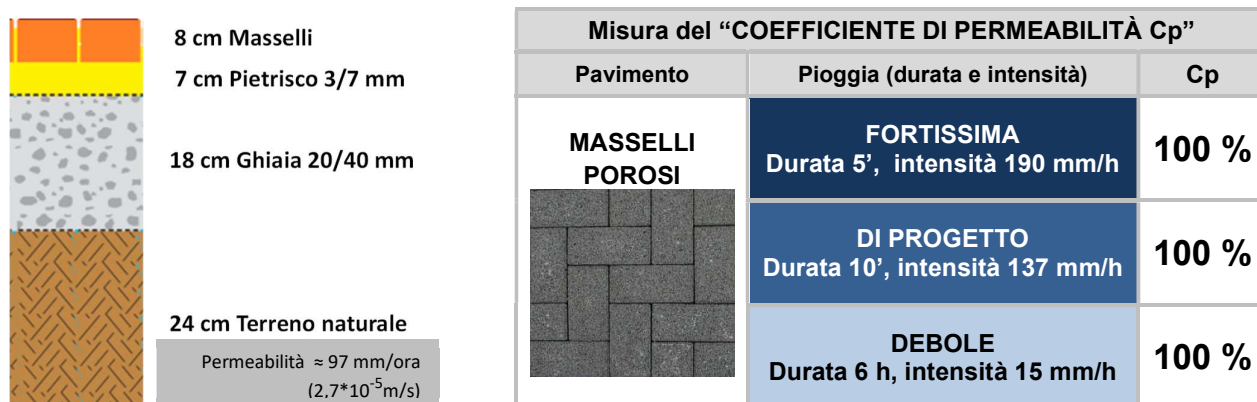 8 cm Masselli
7 cm Pietrisco 3/7 mm
18 cm Ghiaia 20/40 mm
24 cm Terreno naturale
Permeabilità ≈ 97 mm/ora
(2,7*10⁻⁵m/s)
Misura del “COEFFICIENTE DI PERMEABILITÀ Cp”
Pavimento Pioggia (durata e intensità) Cp
MASSELLI
POROSI
FORTISSIMA
Durata 5’, intensità 190 mm/h
100 %
DI PROGETTO
Durata 10’, intensità 137 mm/h
100 %
DEBOLE
Durata 6 h, intensità 15 mm/h
100 %